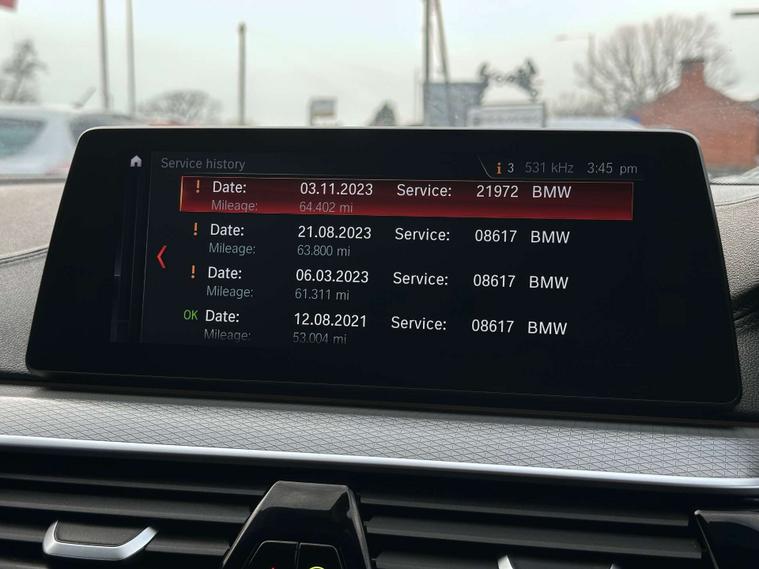 Service history
i 3 531 kHz 3:45 pm
! Date: 03.11.2023 Service: 21972 BMW
Mileage: 64.402 mi
! Date: 21.08.2023 Service: 08617 BMW
Mileage: 63.800 mi
! Date: 06.03.2023 Service: 08617 BMW
Mileage: 61.311 mi
OK Date: 12.08.2021 Service: 08617 BMW
Mileage: 53.004 mi